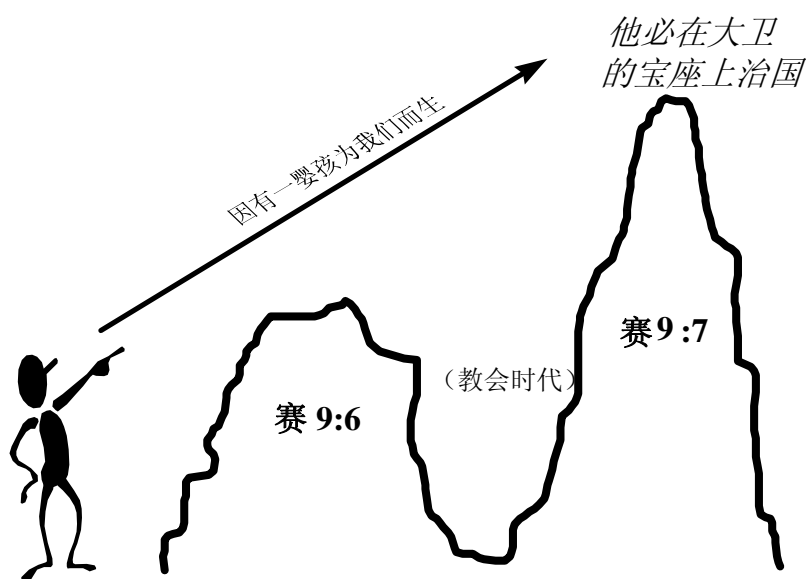 他必在大卫
的宝座上治国
因有一婴孩为我们而生
赛9:7
（教会时代）
赛 9:6